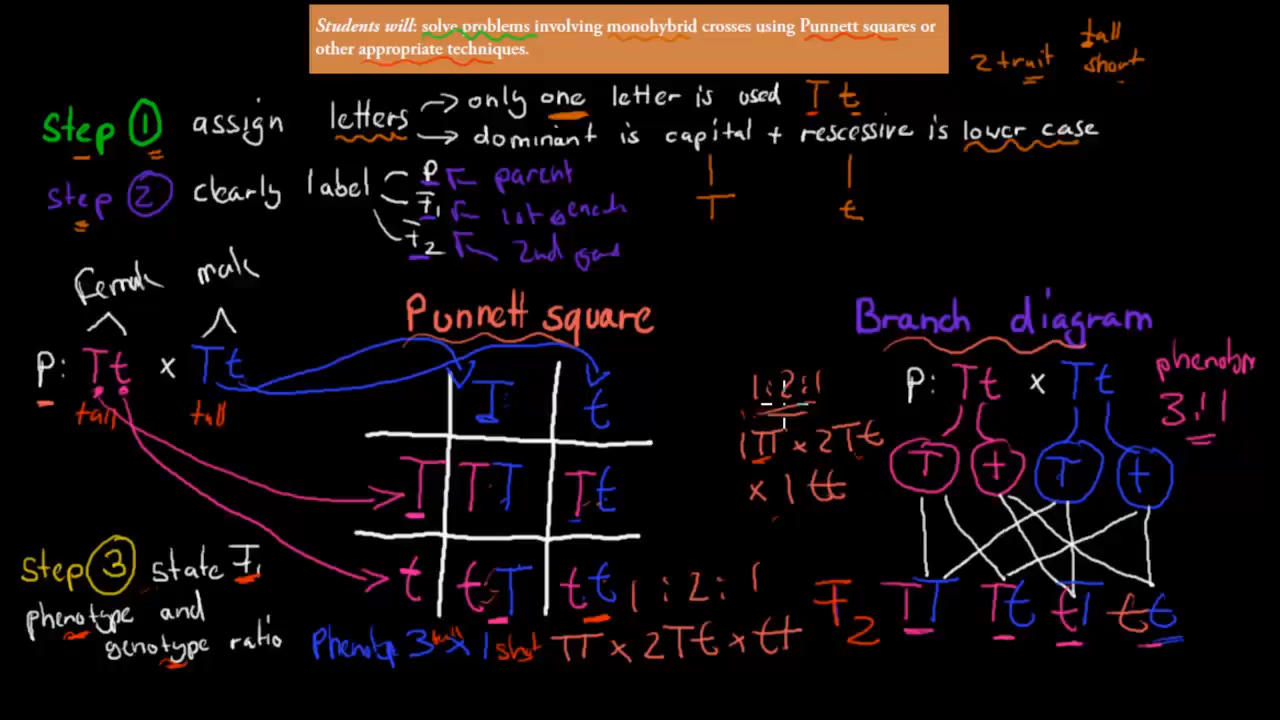 Students will: solve problems involving monohybrid crosses using Punnett squares or
other appropriate techniques.
2 trait
tall
short
Step 1 assign letters → only one letter is used T t
→ dominant is capital + rescessive is lower case
T t
Step 2 clearly label P ← parent
F1 ← 1st
F2 ← 2nd
Female male
P: Tt x Tt
tall tall
Punnett square
T t
T TT Tt
t tT tt
1:2:1
1 TT x 2Tt
x 1 tt
Branch diagram
P: Tt x Tt
T t T t
TT Tt tT tt
F2
phenotype
3:1
Step 3 state F1
phenotype and
genotype ratio
1 : 2 : 1
Phenotype 3 tall x 1 short TT x 2Tt x tt